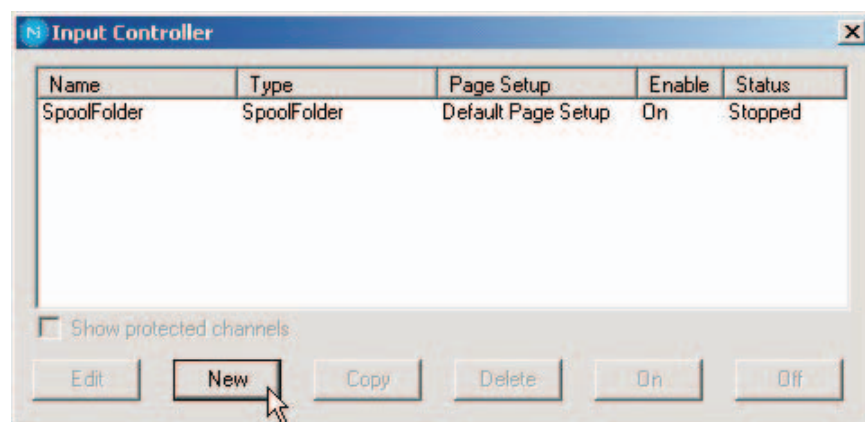 Input Controller
Name Type Page Setup Enable Status
SpoolFolder SpoolFolder Default Page Setup On Stopped
Show protected channels
Edit New Copy Delete On Off